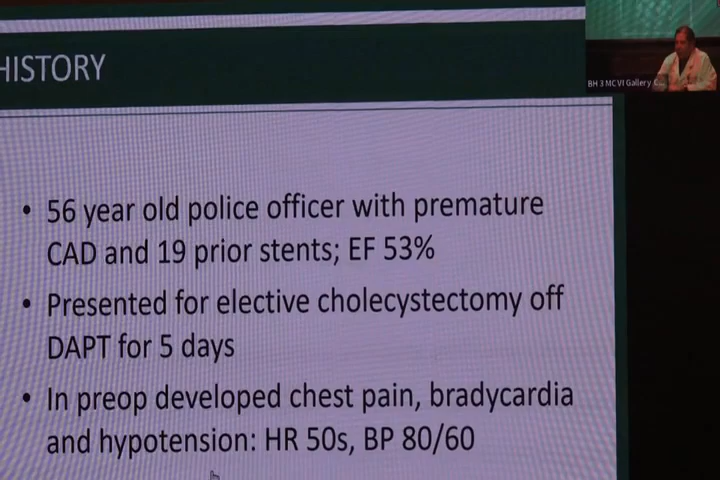 HISTORY
BH 3 MC VI Gallery C...
• 56 year old police officer with premature
CAD and 19 prior stents; EF 53%
• Presented for elective cholecystectomy off
DAPT for 5 days
• In preop developed chest pain, bradycardia
and hypotension: HR 50s, BP 80/60